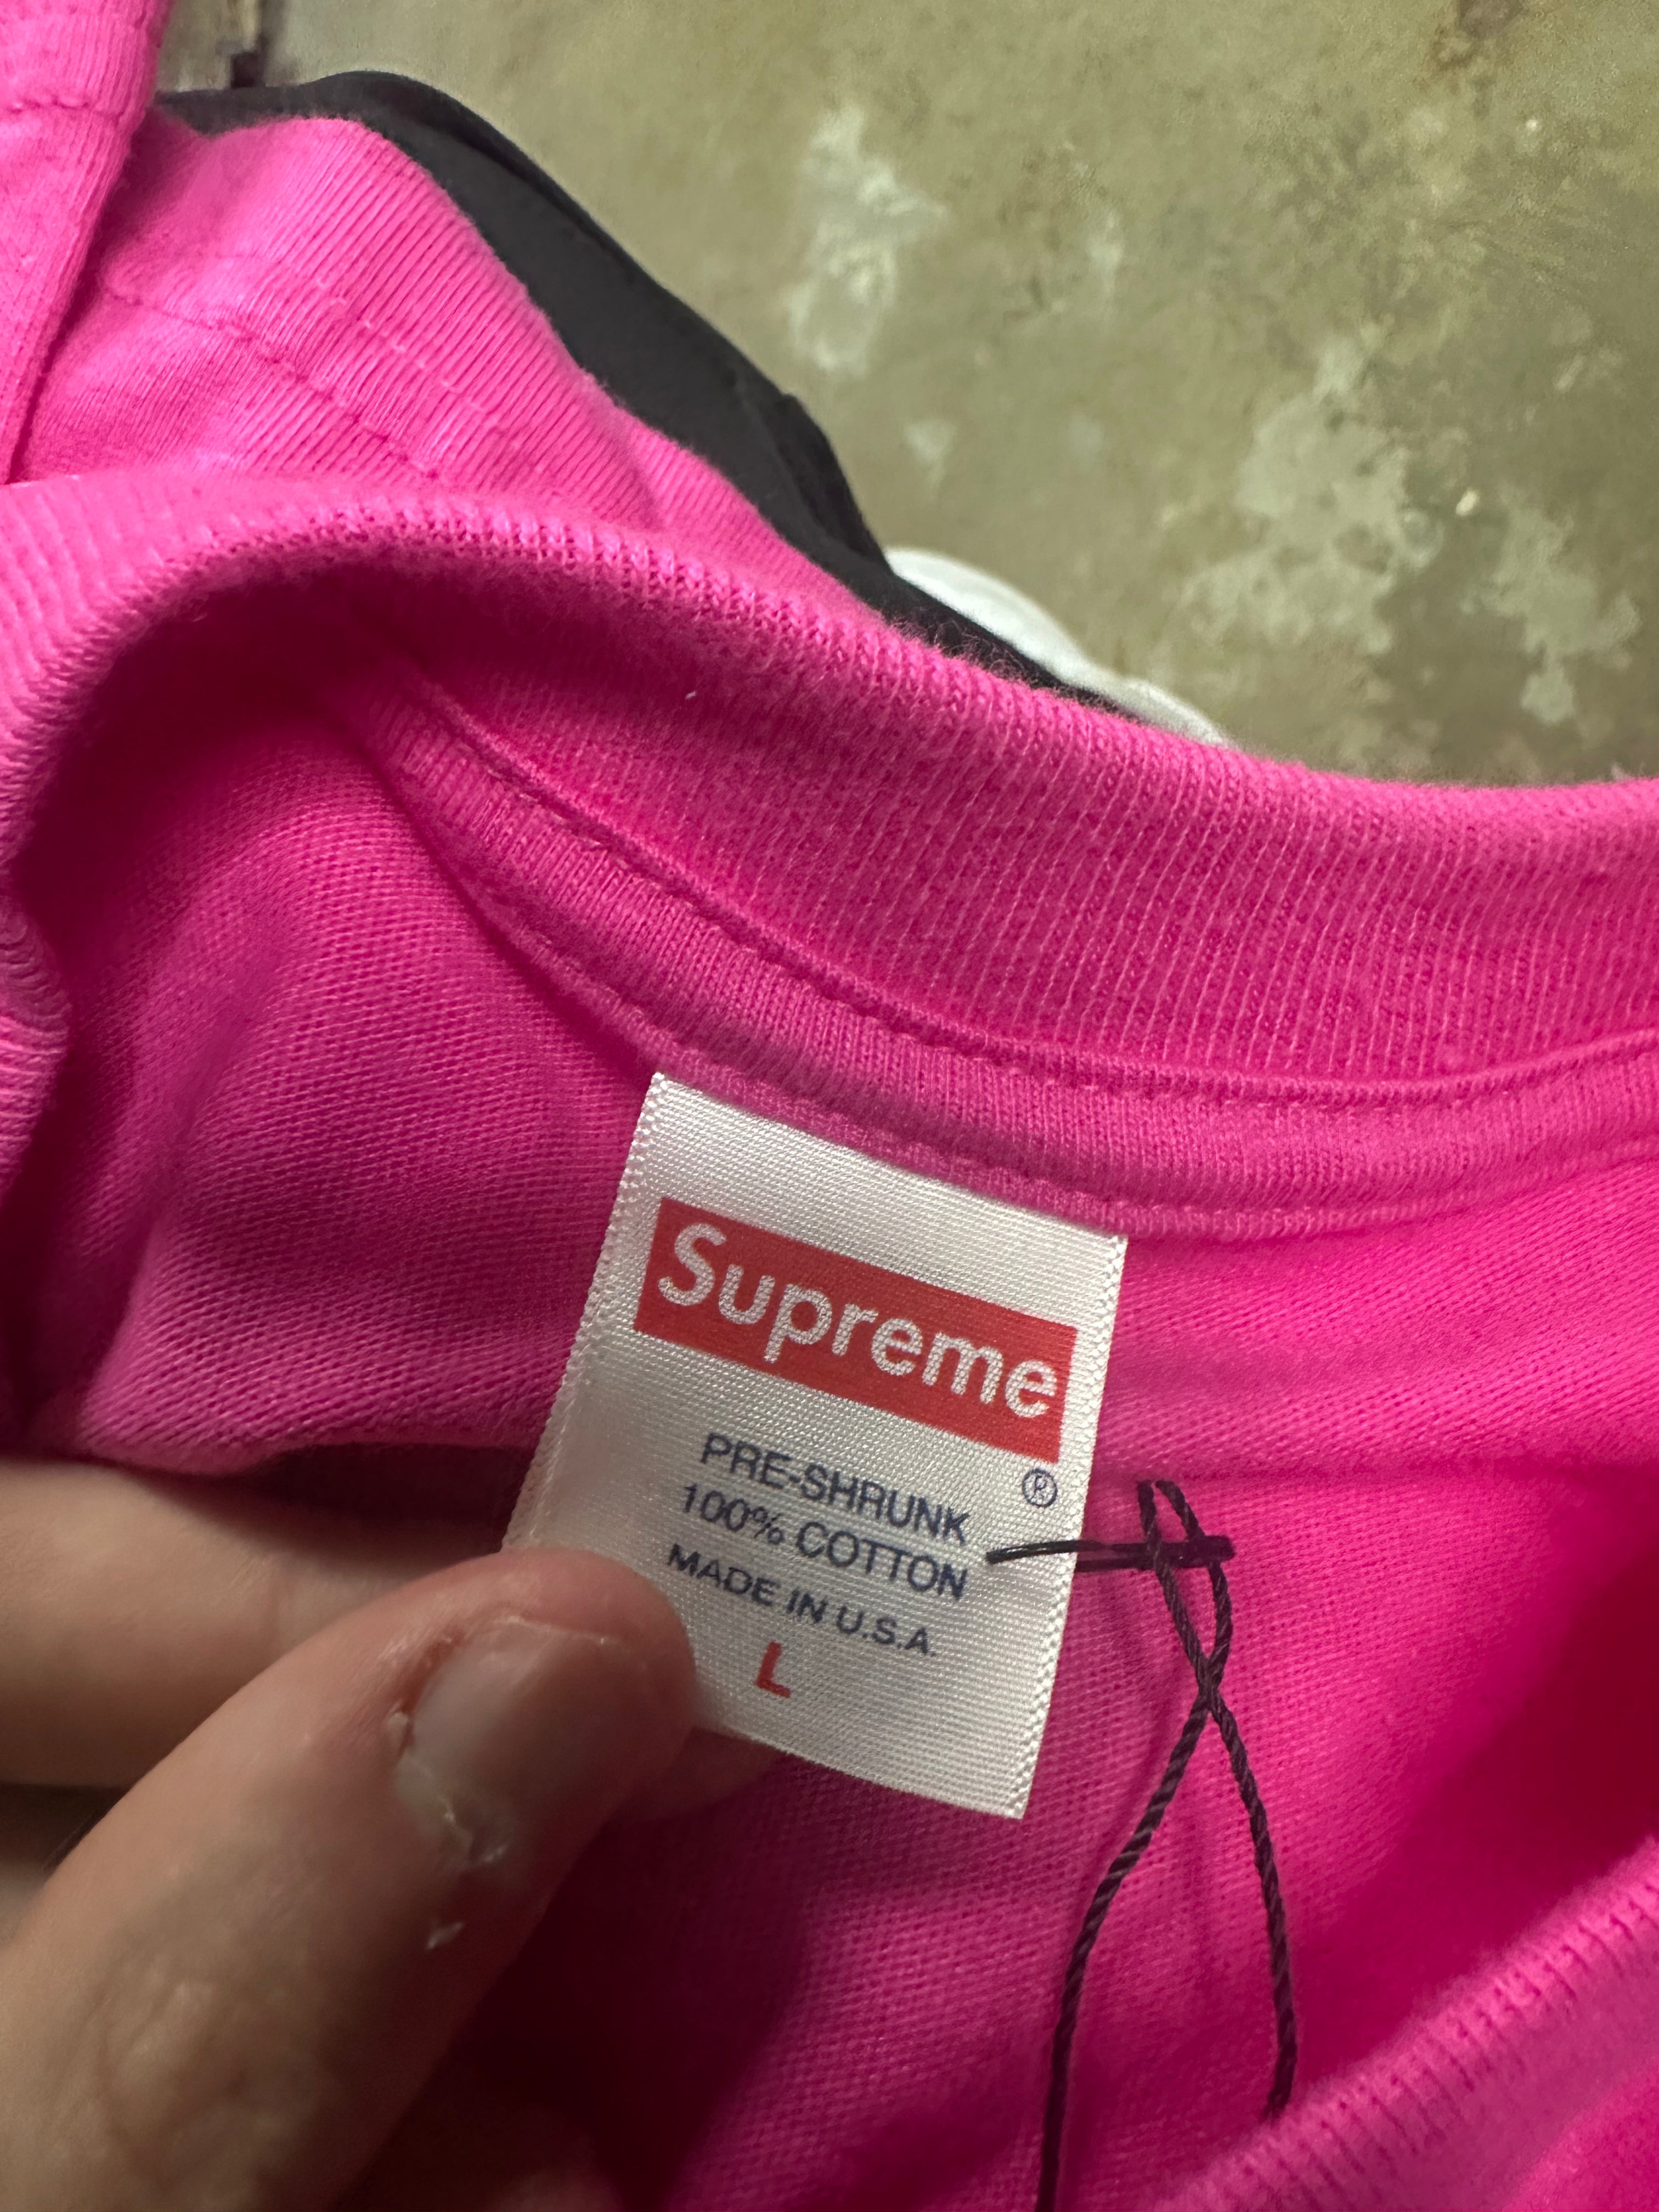 Supreme
®
PRE-SHRUNK
100% COTTON
MADE IN U.S.A.
L